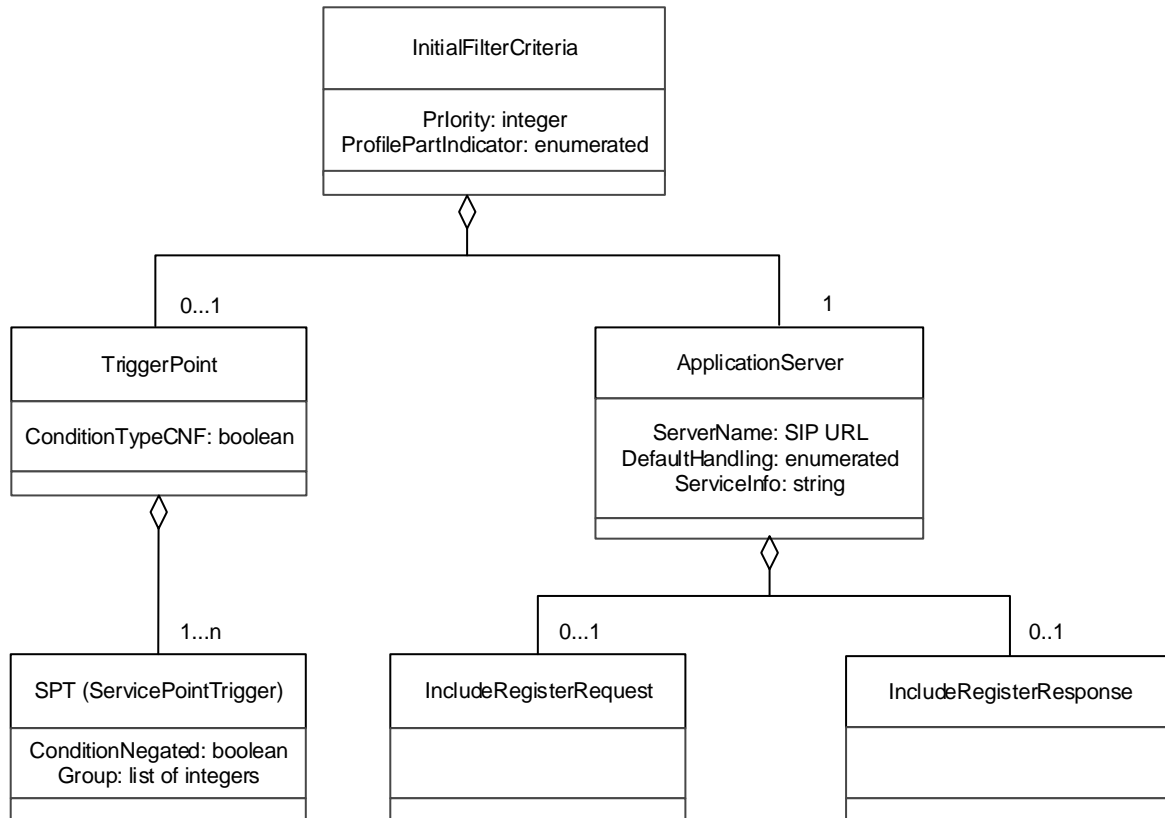 InitialFilterCriteria
PrIority: integer
ProfilePartIndicator: enumerated
0...1
1
TriggerPoint
ConditionTypeCNF: boolean
ApplicationServer
ServerName: SIP URL
DefaultHandling: enumerated
ServiceInfo: string
1...n
0...1
0..1
SPT (ServicePointTrigger)
ConditionNegated: boolean
Group: list of integers
IncludeRegisterRequest
IncludeRegisterResponse